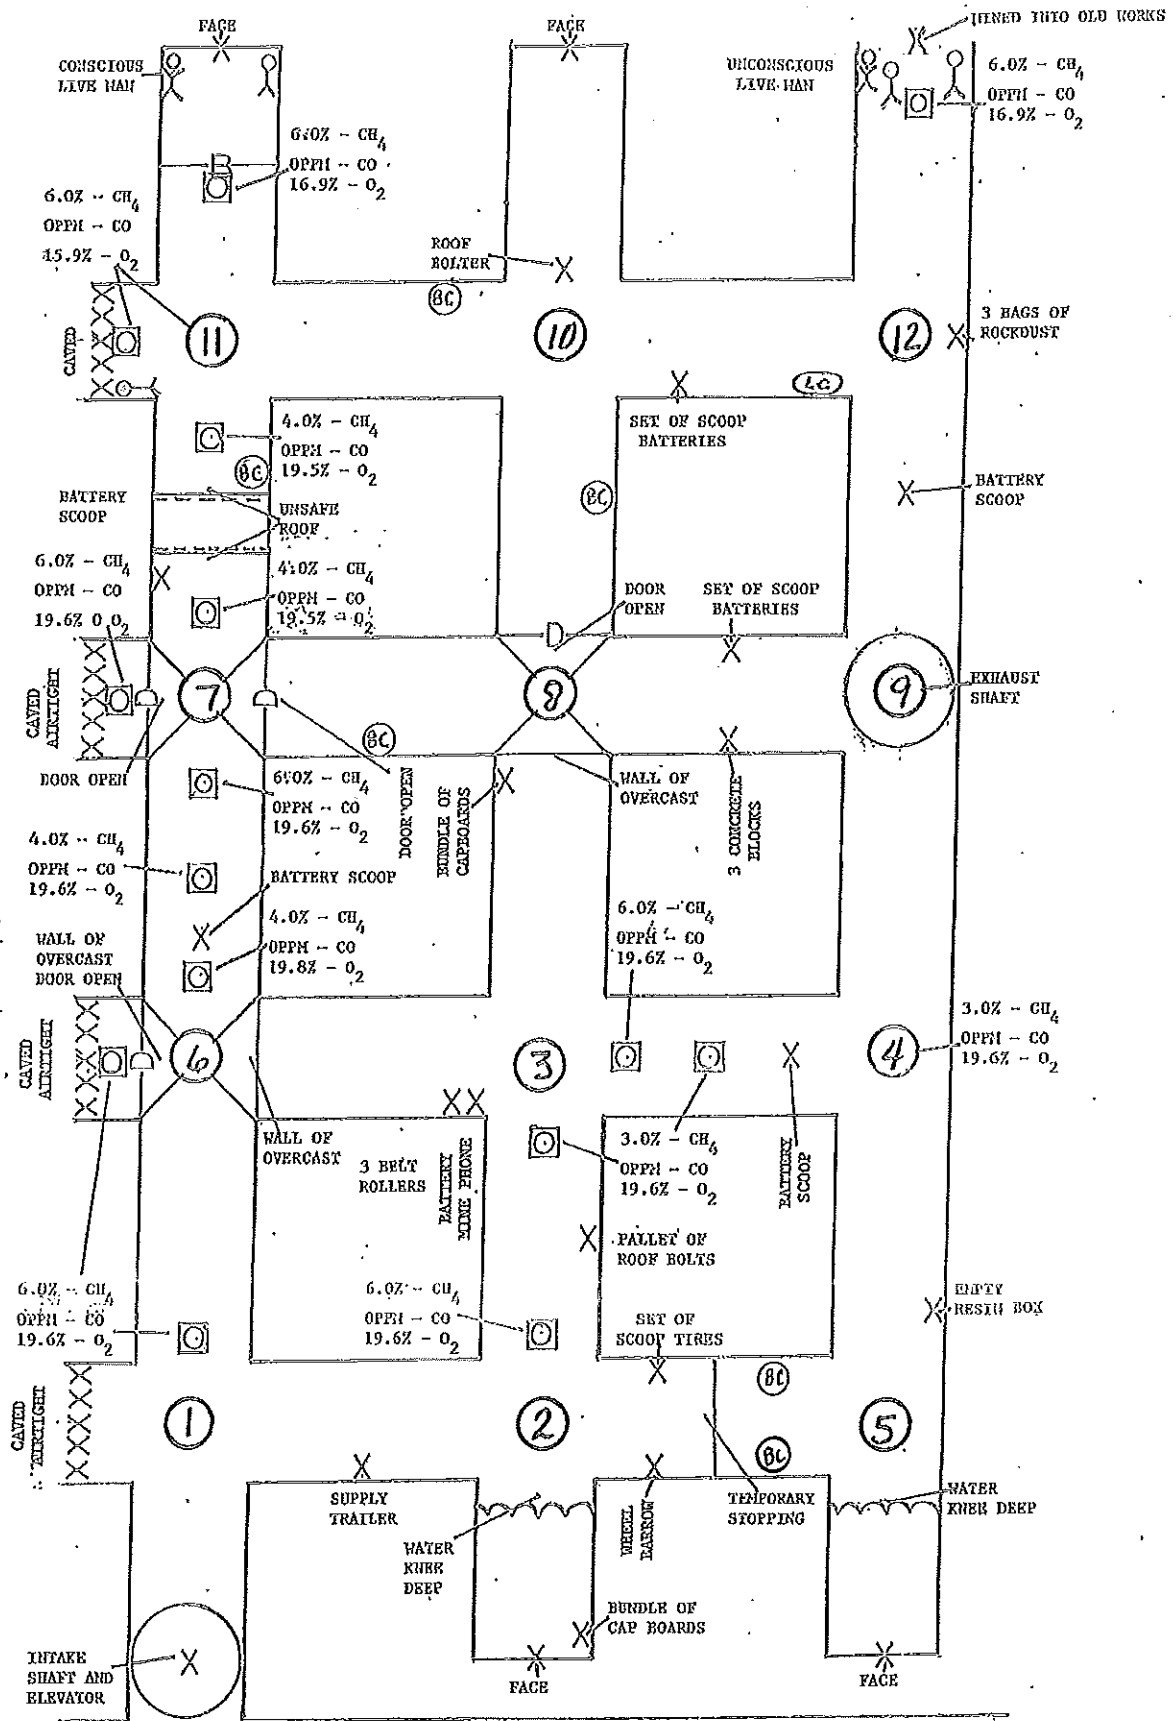 FACE
FACE
MINED INTO OLD WORKS
CONSCIOUS
LIVE MAN
UNCONSCIOUS
LIVE MAN
6.0% - CH4
OPPM - CO
16.9% - O2
6.0% - CH4
OPPM - CO
16.9% - O2
B
6.0% - CH4
OPPM - CO
15.9% - O2
ROOF
BOLTER
BC
CAVED
11
10
12
3 BAGS OF
ROCKDUST
LC
SET OF SCOOP
BATTERIES
4.0% - CH4
OPPM - CO
19.5% - O2
BC
BC
BATTERY
SCOOP
BATTERY
SCOOP
UNSAFE
ROOF
6.0% - CH4
OPPM - CO
19.6% O O2
4.0% - CH4
OPPM - CO
19.5% - O2
DOOR
OPEN
SET OF SCOOP
BATTERIES
D
CAVED
AIRTIGHT
7
8
9
EXHAUST
SHAFT
BC
DOOR OPEN
6.0% - CH4
OPPM - CO
19.6% - O2
DOOR OPEN
BUNDLE OF
CAPBOARDS
WALL OF
OVERCAST
3 CONCRETE
BLOCKS
4.0% - CH4
OPPM - CO
19.6% - O2
BATTERY SCOOP
4.0% - CH4
OPPM - CO
19.8% - O2
6.0% - CH4
OPPM - CO
19.6% - O2
WALL OF
OVERCAST
DOOR OPEN
CAVED
AIRTIGHT
6
3
4
3.0% - CH4
OPPM - CO
19.6% - O2
WALL OF
OVERCAST
3 BELT
ROLLERS
BATTERY
MINE PHONE
3.0% - CH4
OPPM - CO
19.6% - O2
BATTERY
SCOOP
PALLET OF
ROOF BOLTS
6.0% - CH4
OPPM - CO
19.6% - O2
6.0% - CH4
OPPM - CO
19.6% - O2
SET OF
SCOOP TIRES
EMPTY
RESIN BOX
CAVED
AIRTIGHT
BC
1
2
5
BC
SUPPLY
TRAILER
WATER
KNEE
DEEP
WHEEL
BARROW
TEMPORARY
STOPPING
WATER
KNEE DEEP
BUNDLE OF
CAP BOARDS
INTAKE
SHAFT AND
ELEVATOR
FACE
FACE